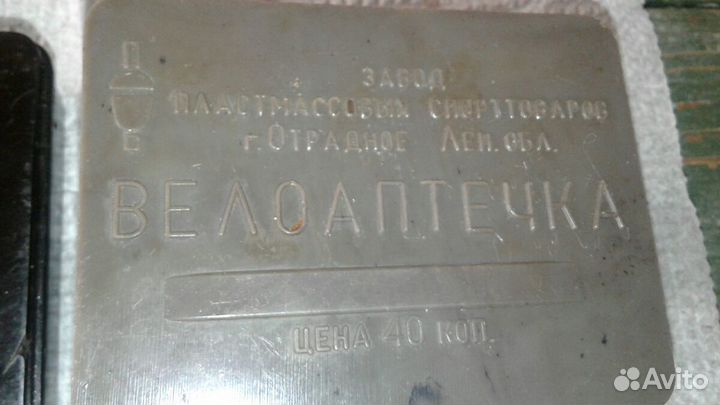 ЗАВОД
ПЛАСТМАССОВЫХ СПОРТТОВАРОВ
г. ОТРАДНОЕ ЛЕН. ОБЛ.
П
С
ВЕЛОАПТЕЧКА
ЦЕНА 40 КОП.
Avito